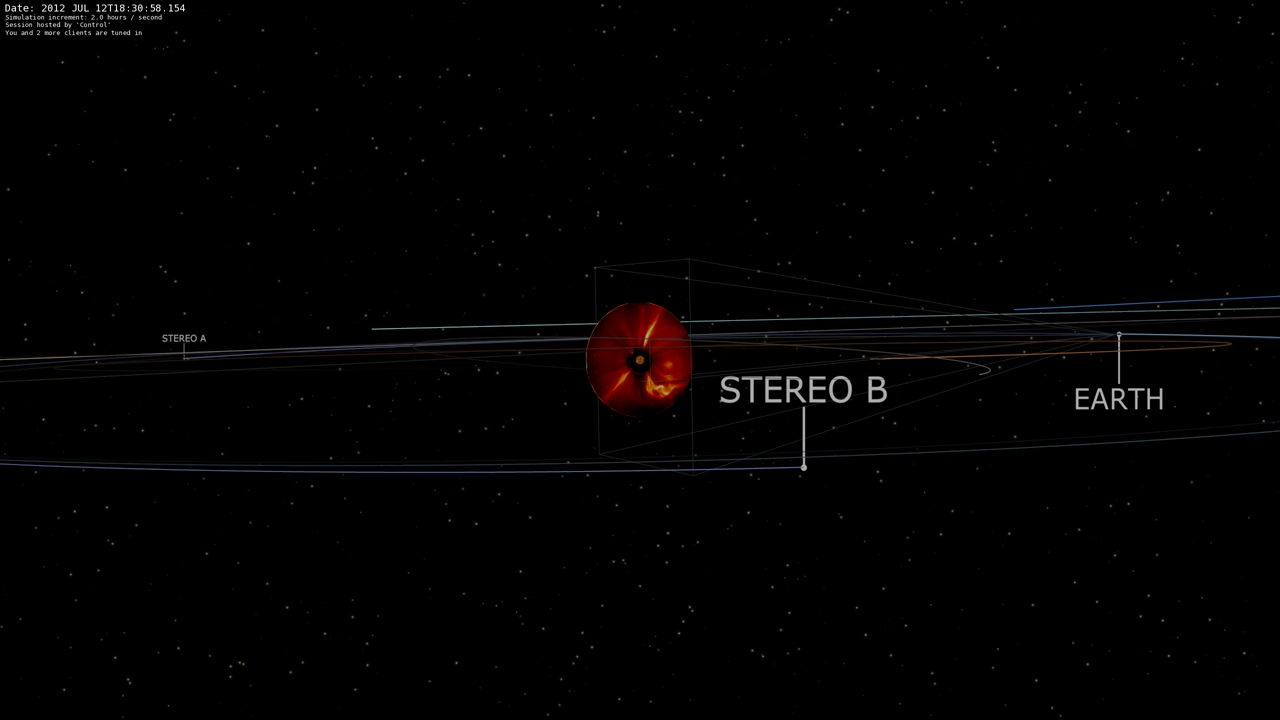 Date: 2012 JUL 12T18:30:58.154
Simulation increment: 2.0 hours / second
Session hosted by 'Control'
You and 2 more clients are tuned in
STEREO A
STEREO B
EARTH